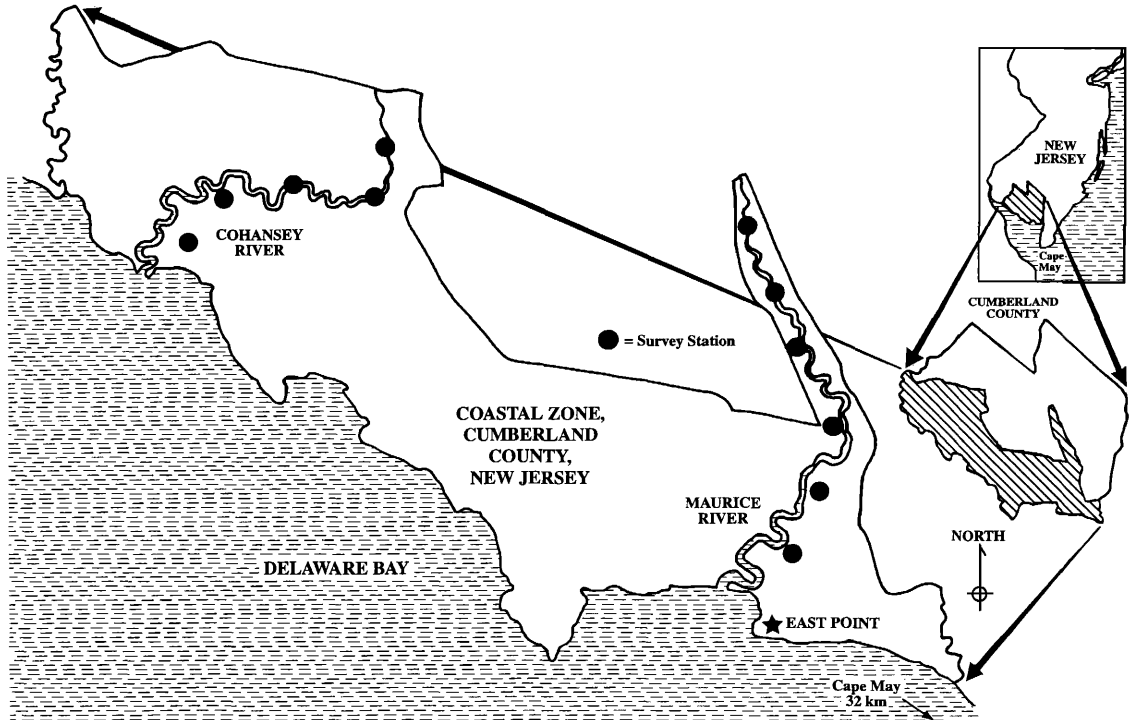 NEW
JERSEY
Cape
May
CUMBERLAND
COUNTY
COHANSEY
RIVER
= Survey Station
COASTAL ZONE,
CUMBERLAND
COUNTY,
NEW JERSEY
MAURICE
RIVER
NORTH
DELAWARE BAY
EAST POINT
Cape May
32 km